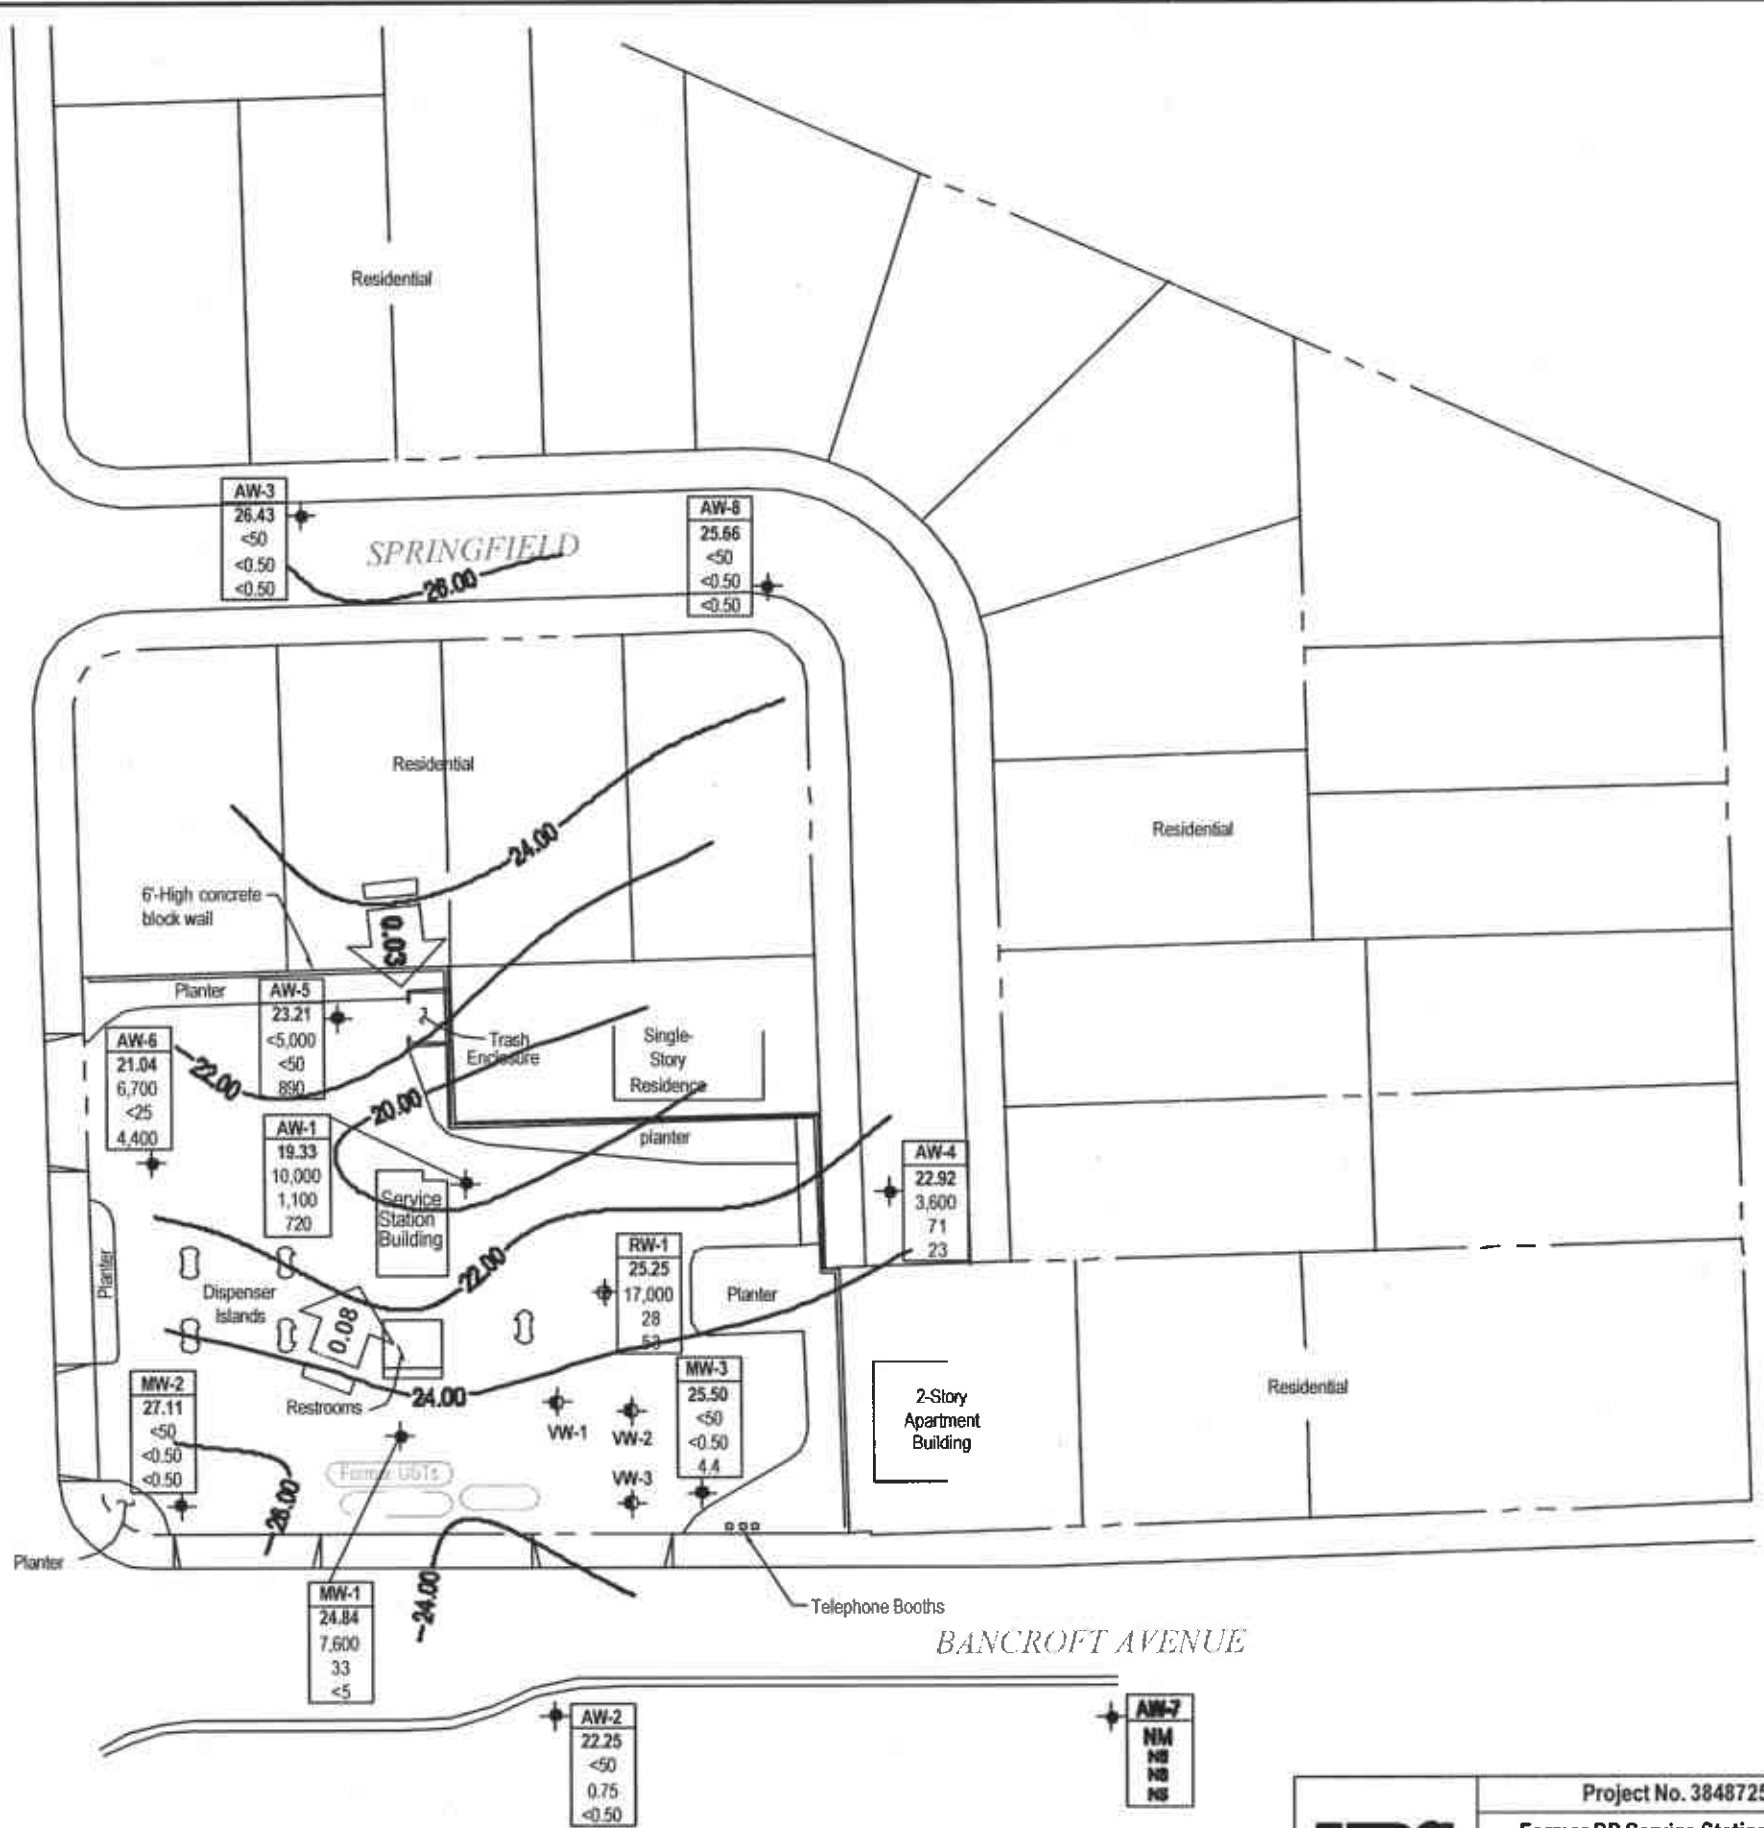 Residential
AW-3
26.43
<50
<0.50
<0.50
AW-8
25.66
<50
<0.50
<0.50
SPRINGFIELD
26.00
Residential
24.00
Residential
6'-High concrete
block wall
0.03
Planter
AW-5
23.21
<5,000
<50
890
AW-6
21.04
6,700
<25
4,400
22.00
Trash
Enclosure
Single-
Story
Residence
20.00
AW-1
19.33
10,000
1,100
720
planter
AW-4
22.92
3,600
71
23
Service
Station
Building
22.00
RW-1
25.25
17,000
28
53
Planter
Planter
Dispenser
Islands
0.08
MW-2
27.11
<50
<0.50
<0.50
Restrooms
24.00
MW-3
25.50
<50
<0.50
4.4
VW-1
VW-2
VW-3
2-Story
Apartment
Building
Residential
Former USTs
26.00
Planter
24.00
MW-1
24.84
7,600
33
<5
Telephone Booths
BANCROFT AVENUE
AW-2
22.25
<50
0.75
<0.50
AW-7
NM
NS
NS
NS
Project No. 3848725